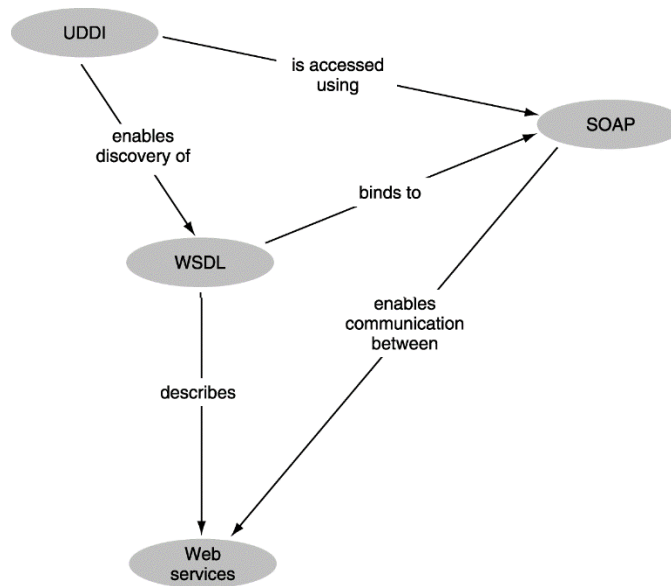 UDDI
is accessed
using
SOAP
enables
discovery of
binds to
WSDL
enables
communication
between
describes
Web
services